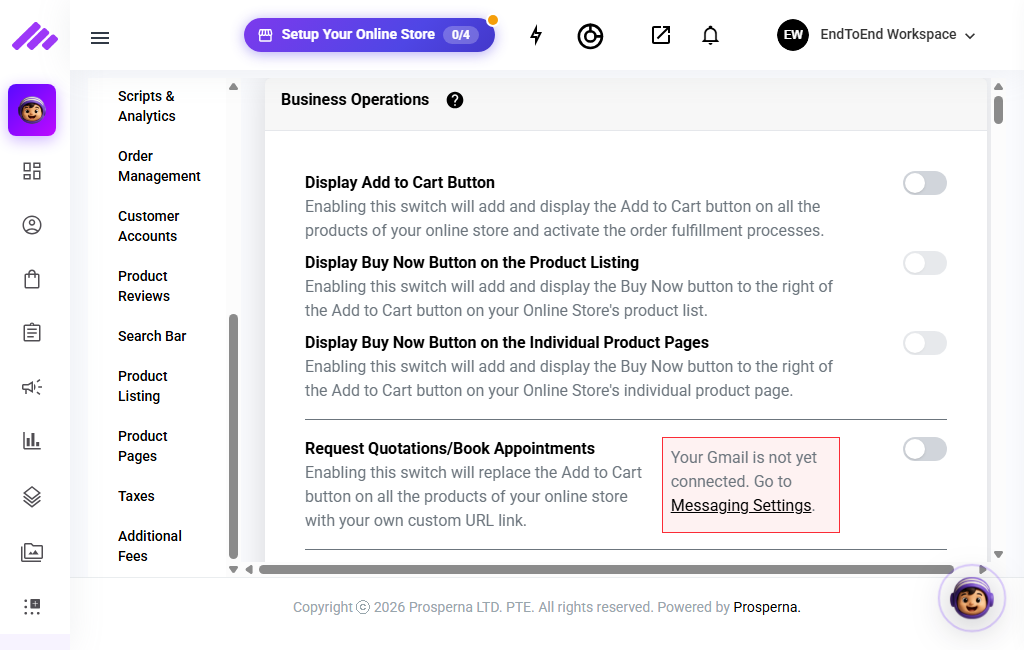 Setup Your Online Store 0/4
EW EndToEnd Workspace
Scripts &
Analytics
Order
Management
Customer
Accounts
Product
Reviews
Search Bar
Product
Listing
Product
Pages
Taxes
Additional
Fees
Business Operations ?
Display Add to Cart Button
Enabling this switch will add and display the Add to Cart button on all the
products of your online store and activate the order fulfillment processes.
Display Buy Now Button on the Product Listing
Enabling this switch will add and display the Buy Now button to the right of
the Add to Cart button on your Online Store's product list.
Display Buy Now Button on the Individual Product Pages
Enabling this switch will add and display the Buy Now button to the right of
the Add to Cart button on your Online Store's individual product page.
Request Quotations/Book Appointments
Enabling this switch will replace the Add to Cart
button on all the products of your online store
with your own custom URL link.
Your Gmail is not yet
connected. Go to
Messaging Settings.
Copyright © 2026 Prosperna LTD. PTE. All rights reserved. Powered by Prosperna.